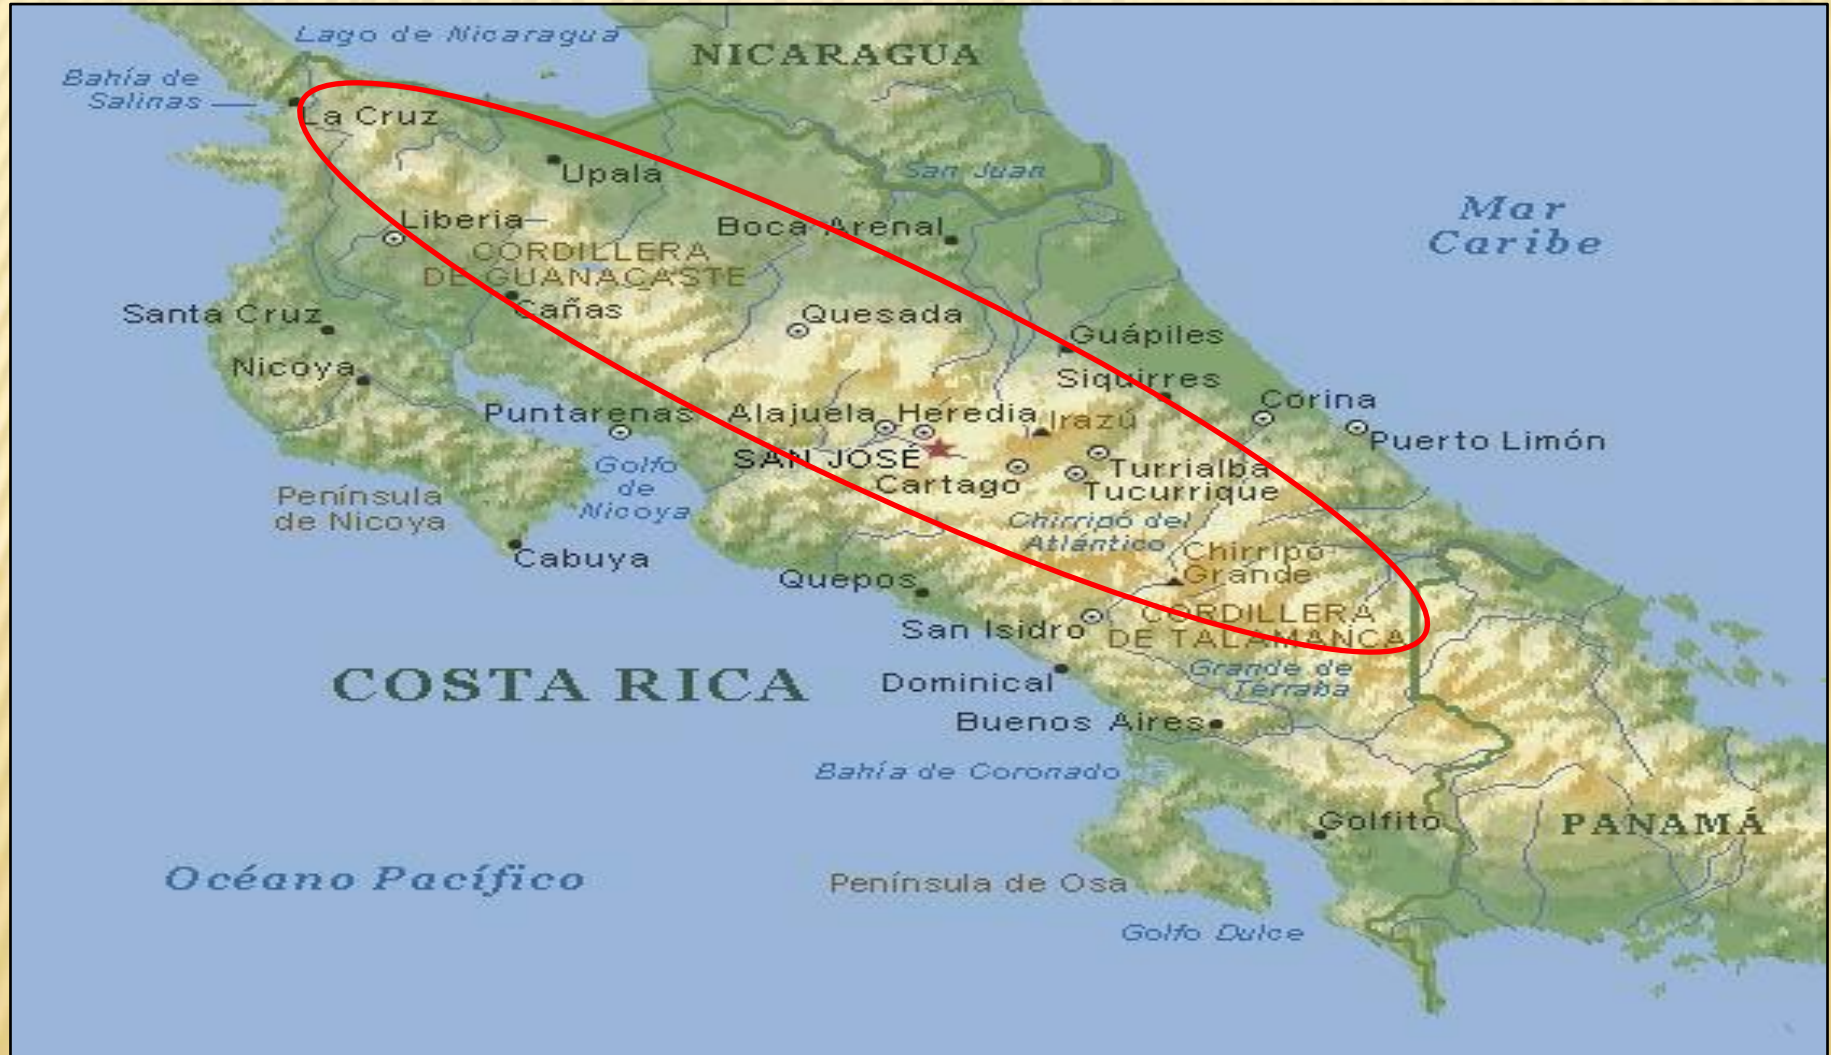 Lago de Nicaragua
NICARAGUA
Bahía de
Salinas
La Cruz
Upala
San Juan
Mar
Caribe
Liberia
Boca Arenal
CORDILLERA
DE GUANACASTE
Cañas
Santa Cruz
Quesada
Guápiles
Nicoya
Siquirres
Corina
Puntarenas
Alajuela
Heredia
Irazú
Puerto Limón
SAN JOSÉ
Golfo
de
Nicoya
Cartago
Turrialba
Tucurrique
Península
de Nicoya
Chirripó del
Atlántico
Chirripó
Grande
Cabuya
Quepos
San Isidro
CORDILLERA
DE TALAMANCA
COSTA RICA
Dominical
Grande de
Térraba
Buenos Aires
Bahía de Coronado
Golfito
PANAMÁ
Océano Pacífico
Península de Osa
Golfo Dulce